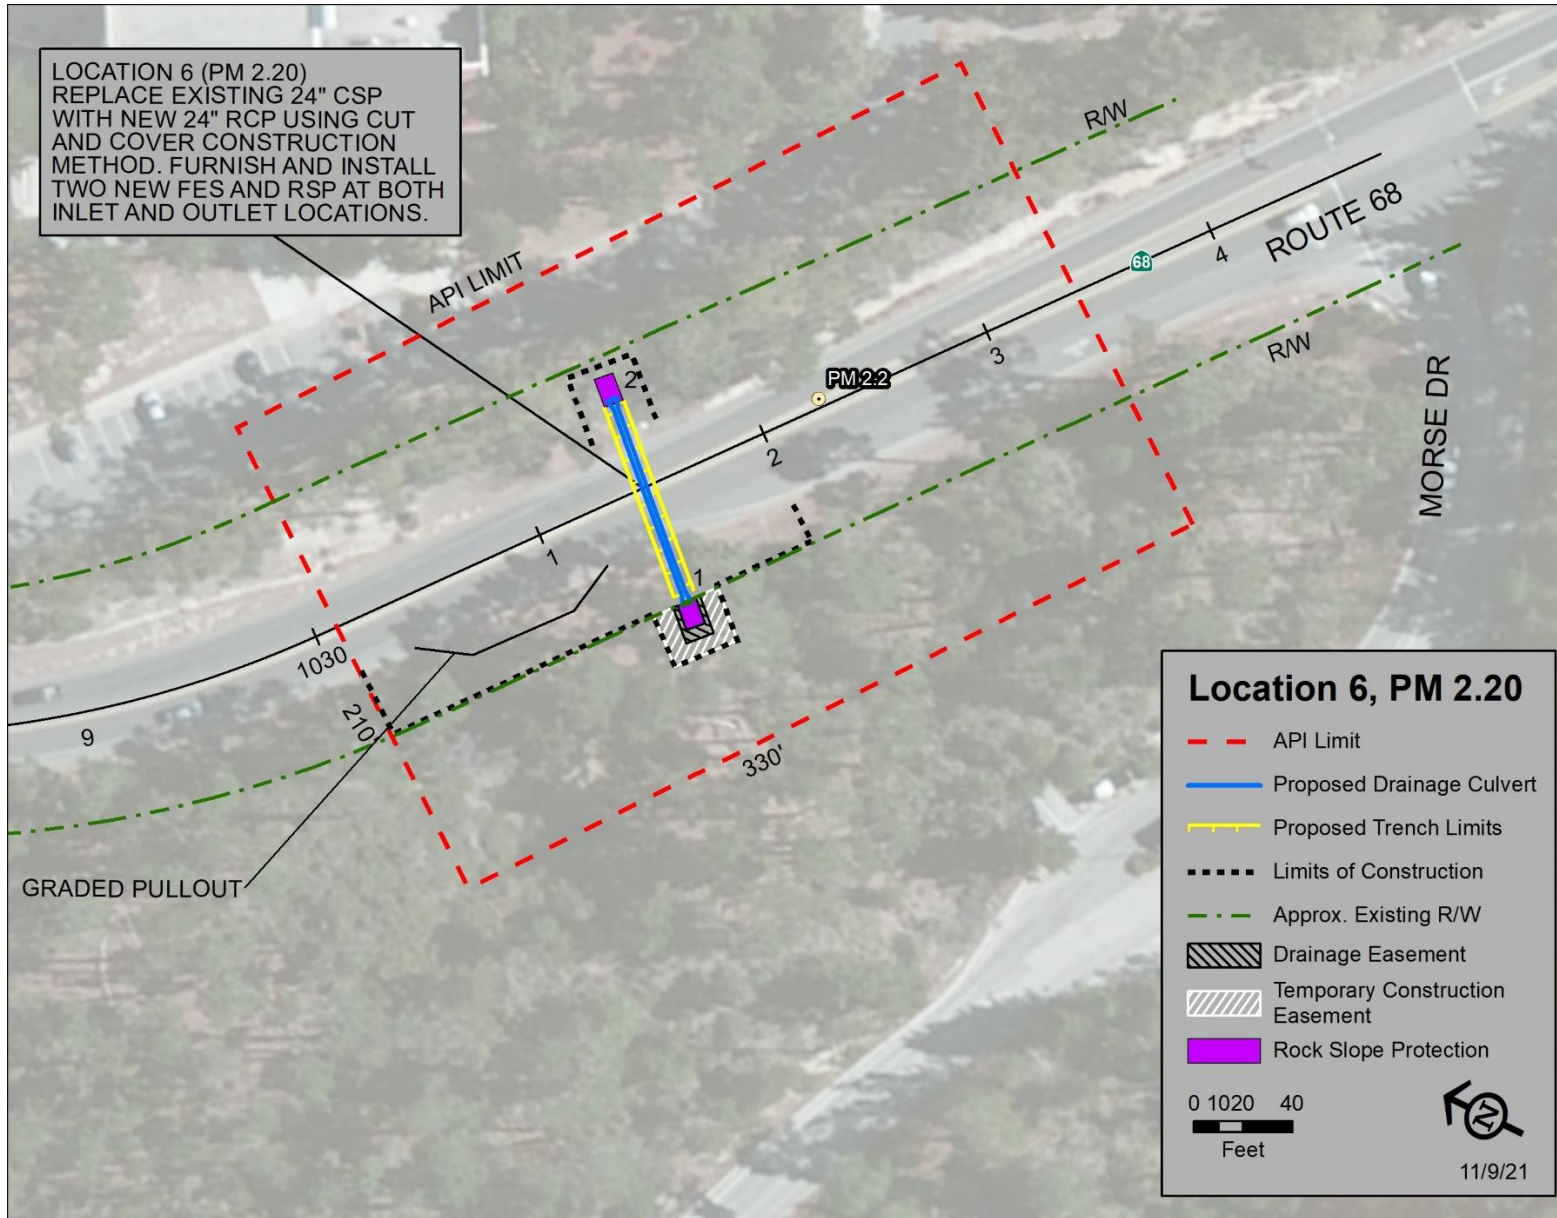 LOCATION 6 (PM 2.20)
REPLACE EXISTING 24" CSP
WITH NEW 24" RCP USING CUT
AND COVER CONSTRUCTION
METHOD. FURNISH AND INSTALL
TWO NEW FES AND RSP AT BOTH
INLET AND OUTLET LOCATIONS.
R/W
API LIMIT
ROUTE 68
68
4
3
R/W
PM 2.2
2
2
1
1
1030
9
210'
330'
MORSE DR
GRADED PULLOUT
Location 6, PM 2.20
API Limit
Proposed Drainage Culvert
Proposed Trench Limits
Limits of Construction
Approx. Existing R/W
Drainage Easement
Temporary Construction
Easement
Rock Slope Protection
0 1020 40
Feet
N
11/9/21